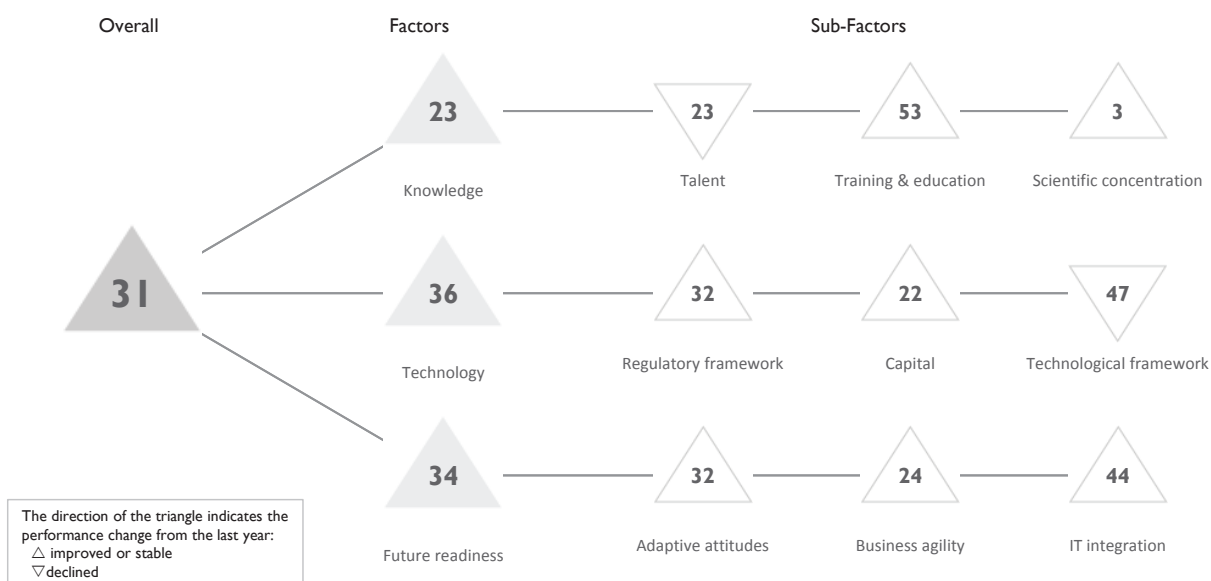 Overall Factors Sub-Factors
23 23 53 3
Knowledge Talent Training & education Scientific concentration
31
36 32 22 47
Technology Regulatory framework Capital Technological framework
34 32 24 44
Future readiness Adaptive attitudes Business agility IT integration
The direction of the triangle indicates the
performance change from the last year:
△ improved or stable
▽ declined